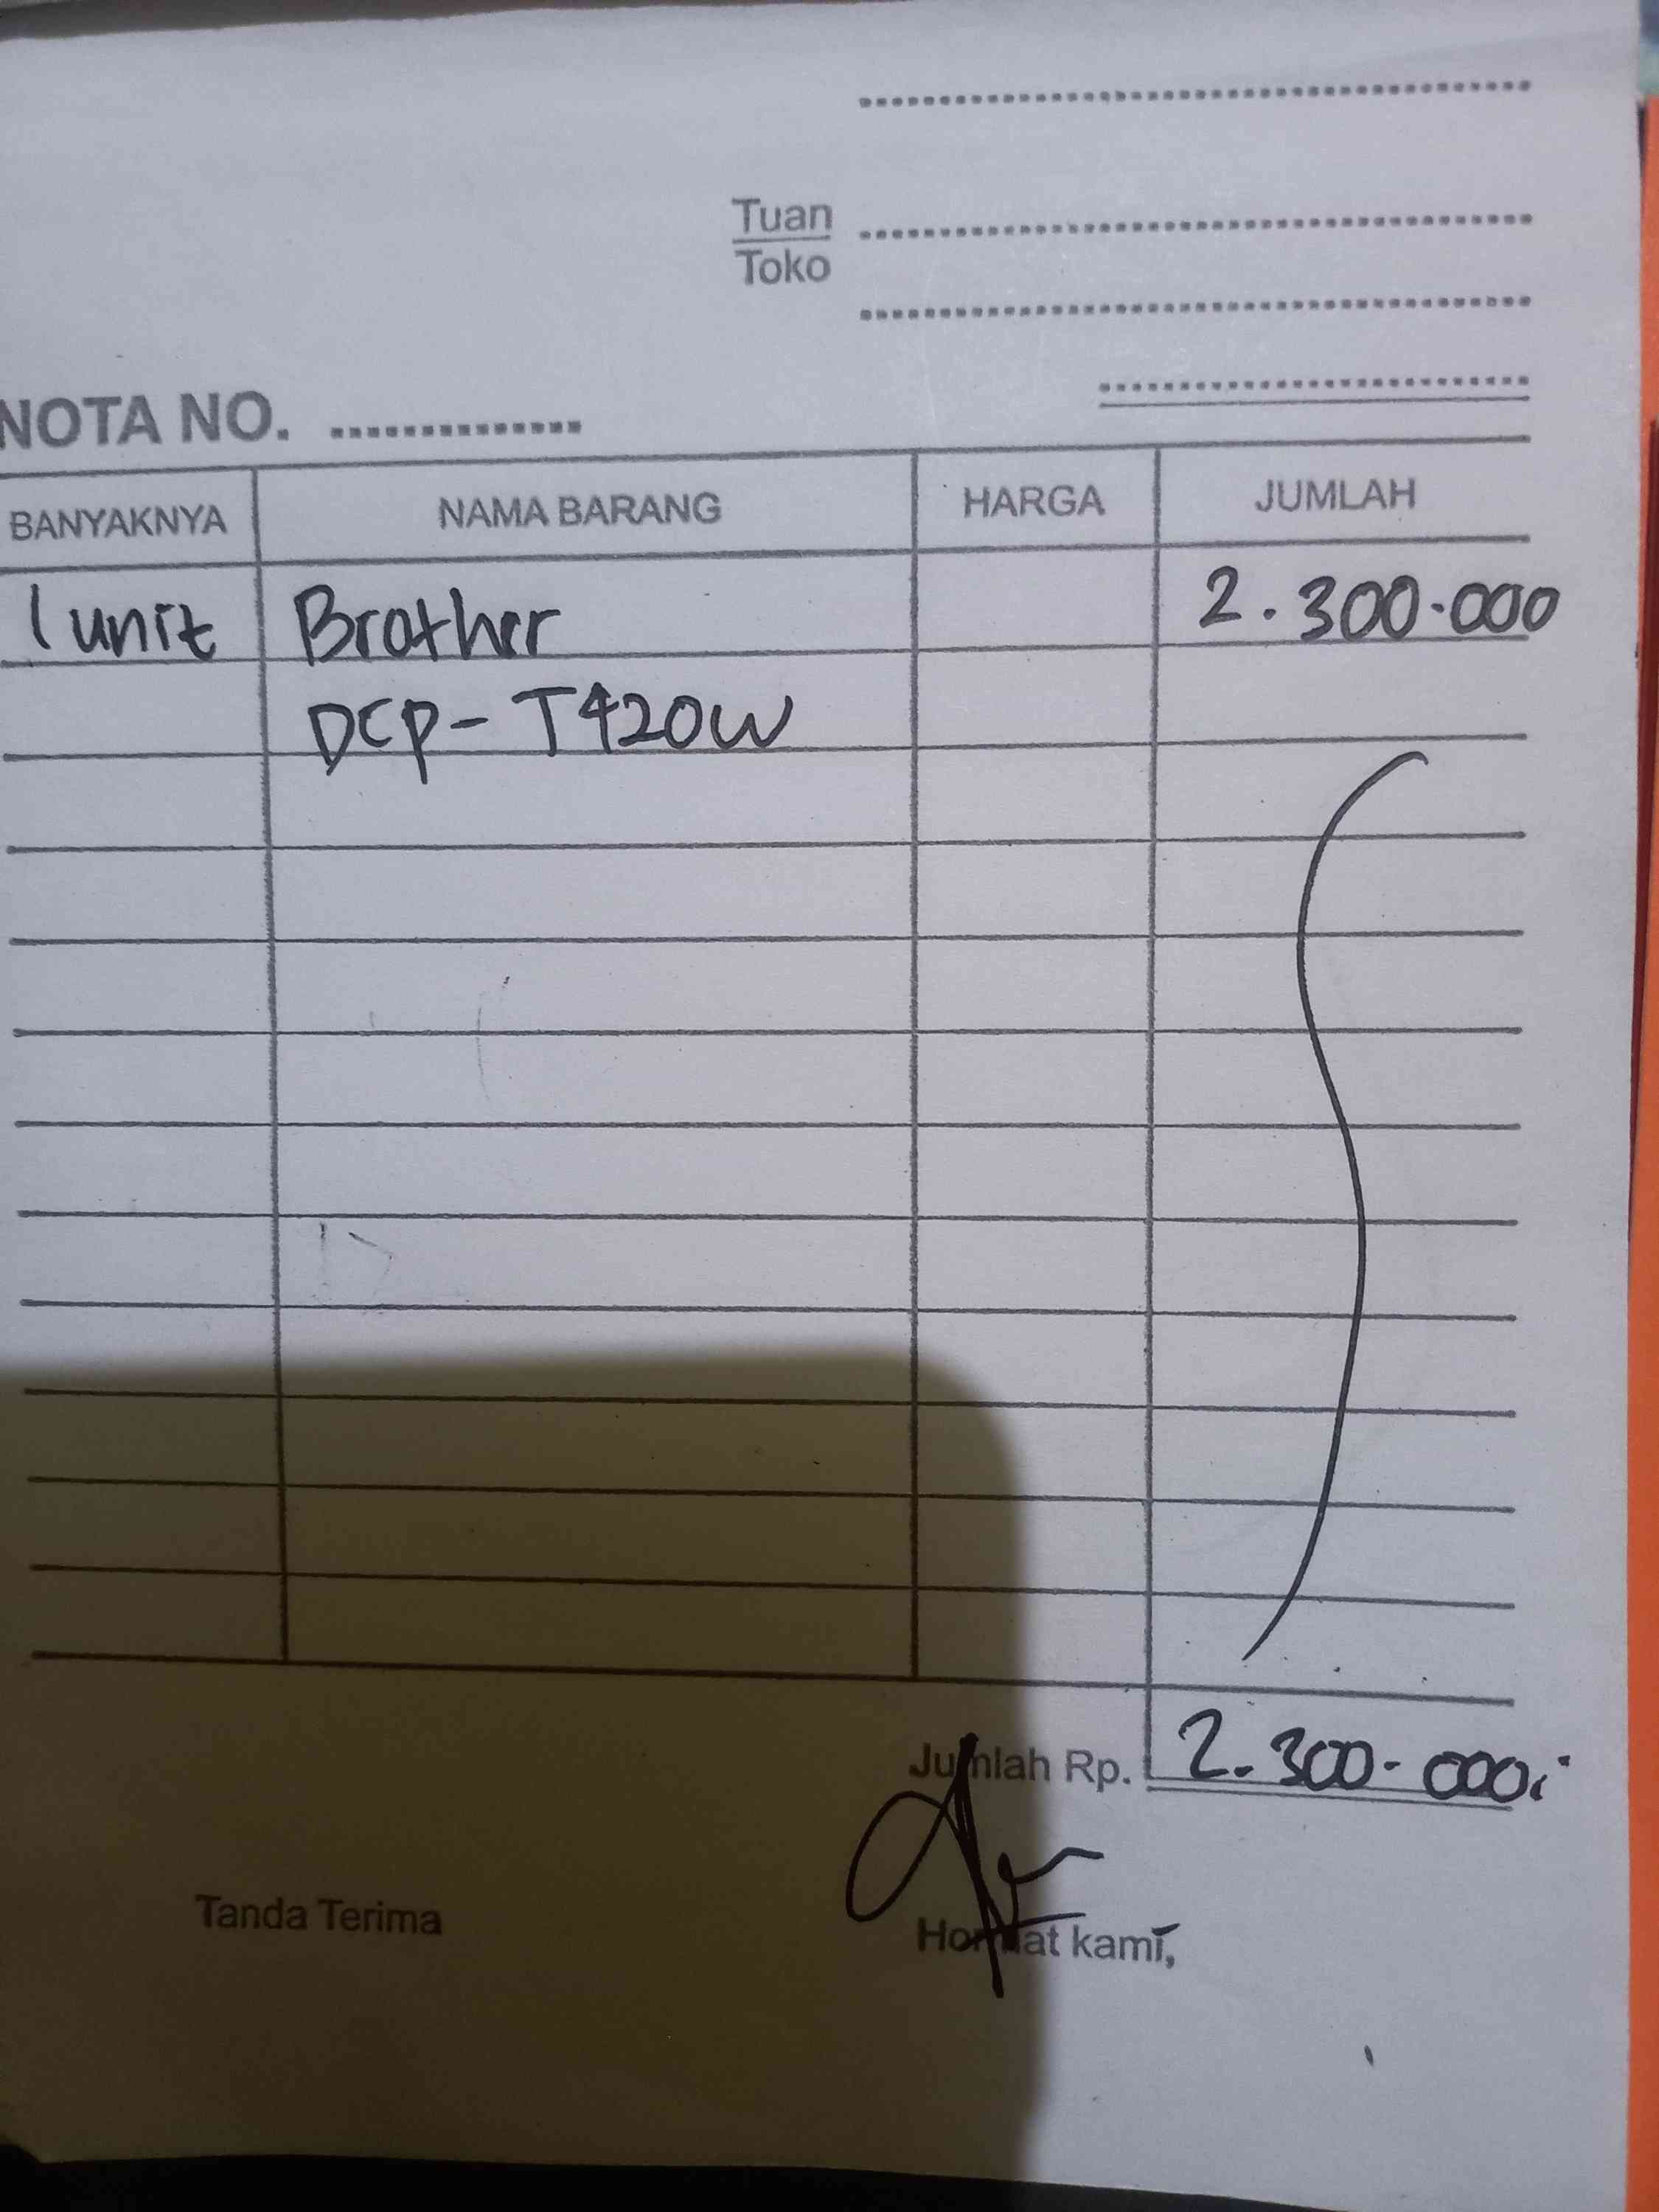 Tuan
Toko
NOTA NO. ...............
BANYAKNYA NAMA BARANG HARGA JUMLAH
1 unit Brother 2.300.000
DCP-T420W
Jumlah Rp. 2.300.000,-
Tanda Terima
Hormat kami,